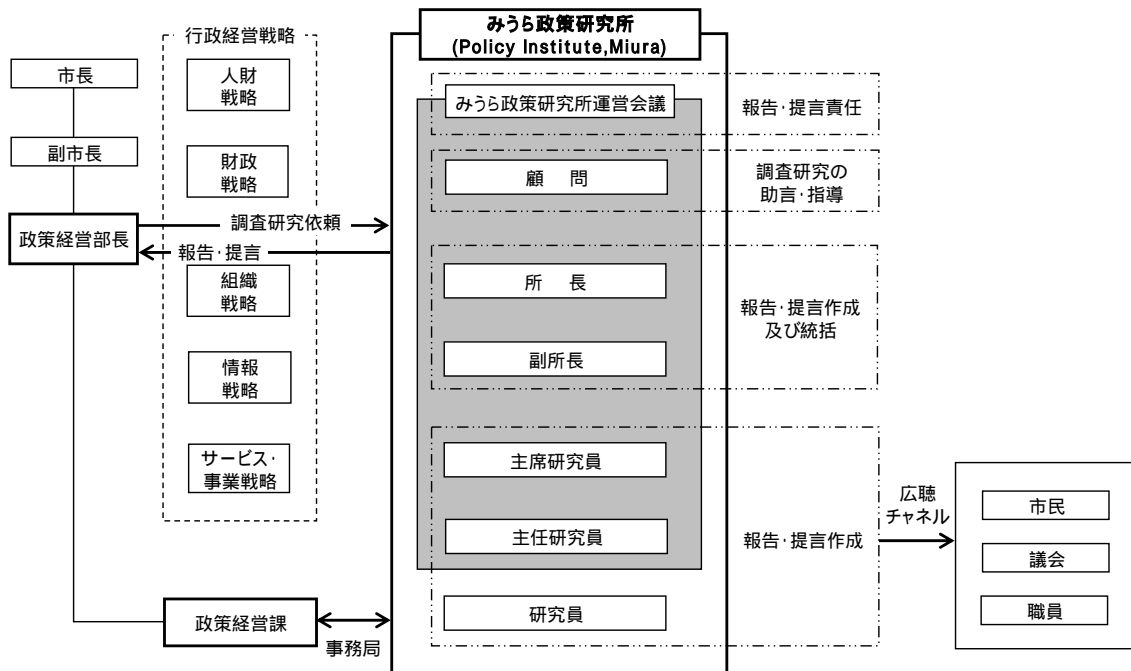 みうら政策研究所
(Policy Institute,Miura)
行政経営戦略
市長
副市長
政策経営部長
人財
戦略
財政
戦略
調査研究依頼
報告・提言
組織
戦略
情報
戦略
サービス・
事業戦略
政策経営課
事務局
みうら政策研究所運営会議
報告・提言責任
顧 問
調査研究の
助言・指導
所 長
副所長
報告・提言作成
及び統括
主席研究員
主任研究員
研究員
報告・提言作成
広聴
チャネル
市民
議会
職員